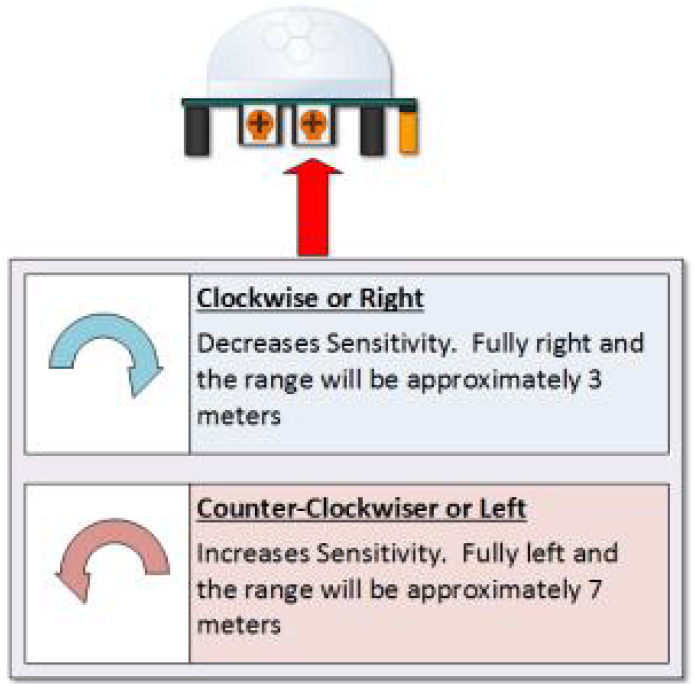 Clockwise or Right
Decreases Sensitivity. Fully right and
the range will be approximately 3
meters
Counter-Clockwiser or Left
Increases Sensitivity. Fully left and
the range will be approximately 7
meters